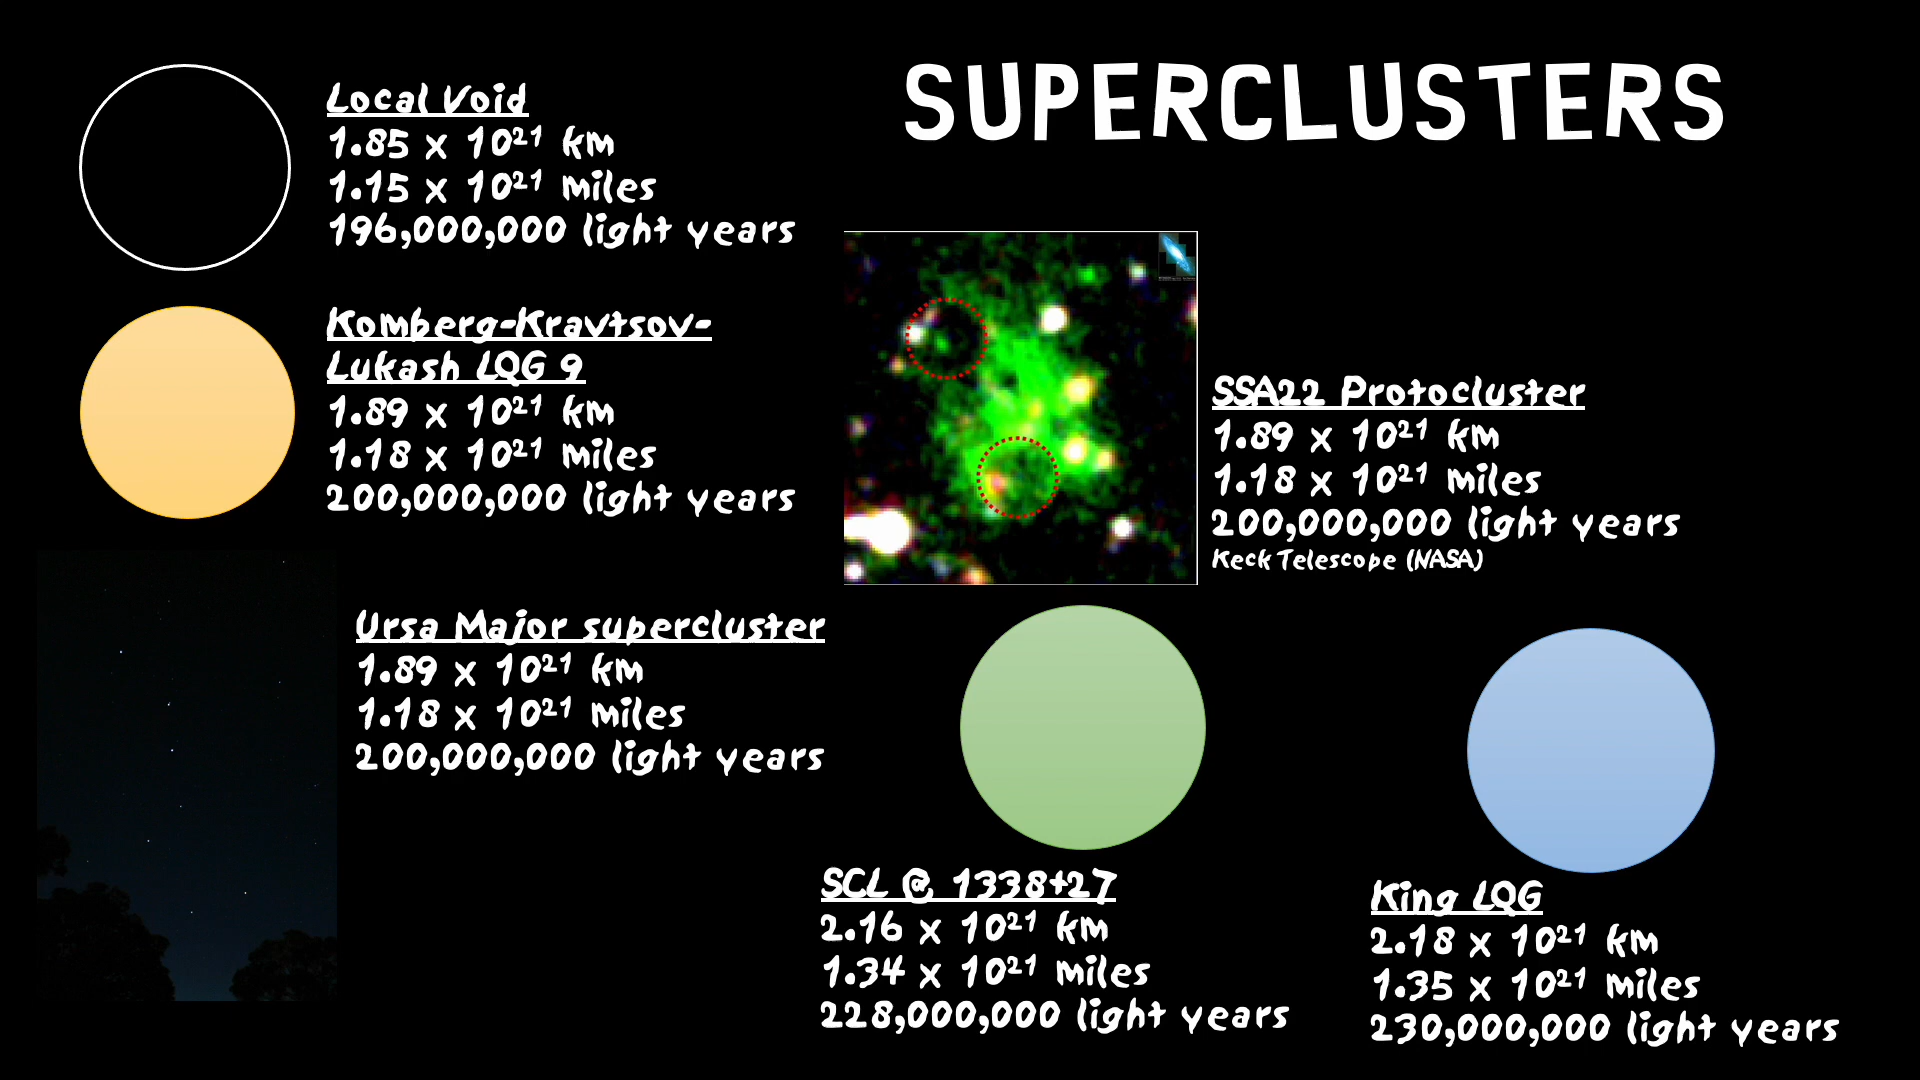 SUPERCLUSTERS
Local Void
1.85 x 10²¹ km
1.15 x 10²¹ miles
196,000,000 light years
Komberg-Kravtsov-
Lukash LQG 9
1.89 x 10²¹ km
1.18 x 10²¹ miles
200,000,000 light years
SSA22 Protocluster
1.89 x 10²¹ km
1.18 x 10²¹ miles
200,000,000 light years
Keck Telescope (NASA)
Ursa Major supercluster
1.89 x 10²¹ km
1.18 x 10²¹ miles
200,000,000 light years
SCL @ 1338+27
2.16 x 10²¹ km
1.34 x 10²¹ miles
228,000,000 light years
King LQG
2.18 x 10²¹ km
1.35 x 10²¹ miles
230,000,000 light years